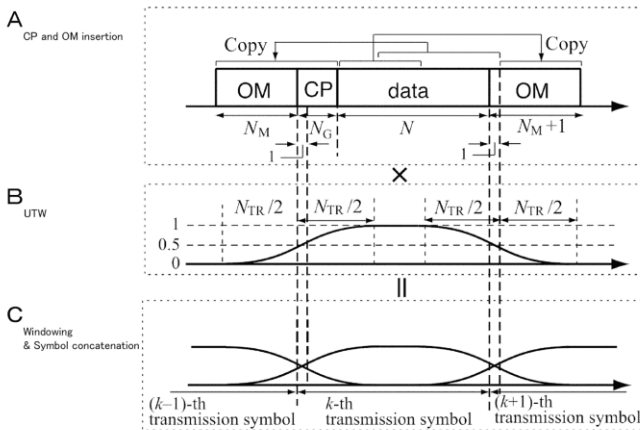 A
CP and OM insertion
Copy
Copy
OM
CP
data
OM
N_M
N_G
N
N_M+1
1
1
×
B
UTW
N_TR/2
N_TR/2
N_TR/2
N_TR/2
1
0.5
0
=
C
Windowing
& Symbol concatenation
(k–1)-th
transmission symbol
k-th
transmission symbol
(k+1)-th
transmission symbol